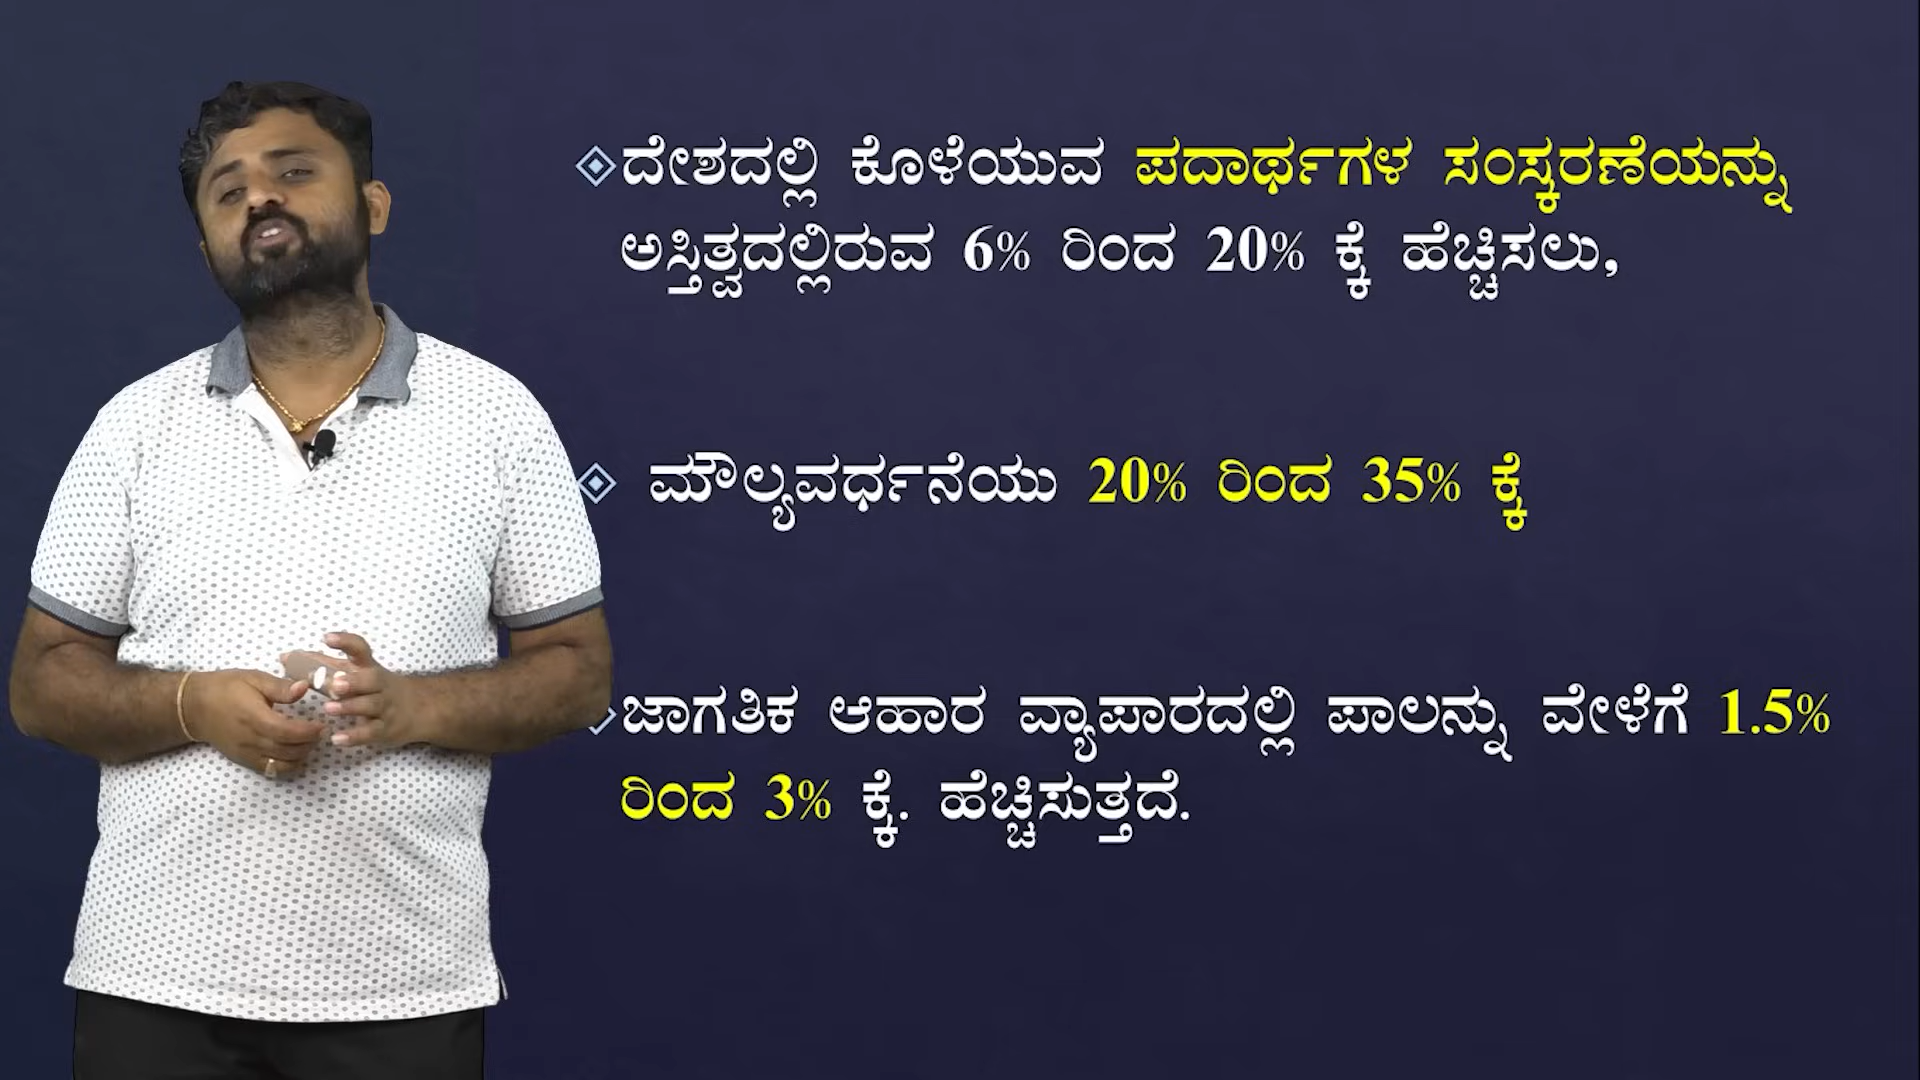 ದೇಶದಲ್ಲಿ ಕೊಳೆಯುವ ಪದಾರ್ಥಗಳ ಸಂಸ್ಕರಣೆಯನ್ನು
ಅಸ್ತಿತ್ವದಲ್ಲಿರುವ 6% ರಿಂದ 20% ಕ್ಕೆ ಹೆಚ್ಚಿಸಲು,
ಮೌಲ್ಯವರ್ಧನೆಯು 20% ರಿಂದ 35% ಕ್ಕೆ
ಜಾಗತಿಕ ಆಹಾರ ವ್ಯಾಪಾರದಲ್ಲಿ ಪಾಲನ್ನು ವೇಳೆಗೆ 1.5%
ರಿಂದ 3% ಕ್ಕೆ. ಹೆಚ್ಚಿಸುತ್ತದೆ.